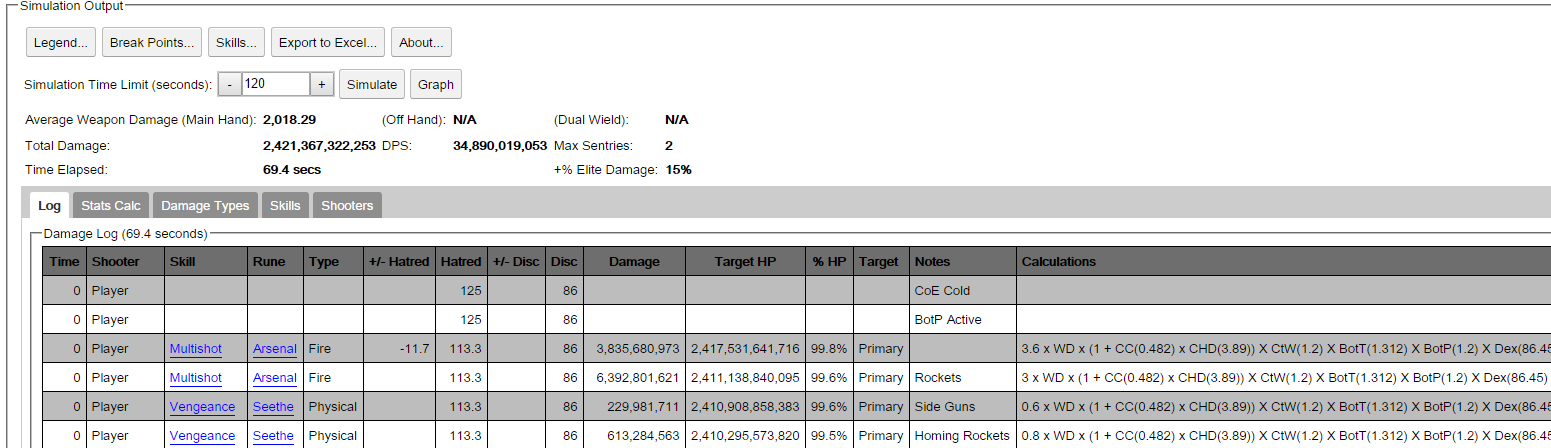 Simulation Output
Legend... Break Points... Skills... Export to Excel... About...
Simulation Time Limit (seconds): - 120 + Simulate Graph
Average Weapon Damage (Main Hand): 2,018.29 (Off Hand): N/A (Dual Wield): N/A
Total Damage: 2,421,367,322,253 DPS: 34,890,019,053 Max Sentries: 2
Time Elapsed: 69.4 secs +% Elite Damage: 15%
Log Stats Calc Damage Types Skills Shooters
Damage Log (69.4 seconds)
Time Shooter Skill Rune Type +/- Hatred Hatred +/- Disc Disc Damage Target HP % HP Target Notes Calculations
0 Player 125 86 CoE Cold
0 Player 125 86 BotP Active
0 Player Multishot Arsenal Fire -11.7 113.3 86 3,835,680,973 2,417,531,641,716 99.8% Primary 3.6 x WD x (1 + CC(0.482) x CHD(3.89)) X CtW(1.2) X BotT(1.312) X BotP(1.2) X Dex(86.45
0 Player Multishot Arsenal Fire 113.3 86 6,392,801,621 2,411,138,840,095 99.6% Primary Rockets 3 x WD x (1 + CC(0.482) x CHD(3.89)) X CtW(1.2) X BotT(1.312) X BotP(1.2) X Dex(86.45)
0 Player Vengeance Seethe Physical 113.3 86 229,981,711 2,410,908,858,383 99.6% Primary Side Guns 0.6 x WD x (1 + CC(0.482) x CHD(3.89)) X CtW(1.2) X BotT(1.312) X BotP(1.2) X Dex(86.45
0 Player Vengeance Seethe Physical 113.3 86 613,284,563 2,410,295,573,820 99.5% Primary Homing Rockets 0.8 x WD x (1 + CC(0.482) x CHD(3.89)) X CtW(1.2) X BotT(1.312) X BotP(1.2) X Dex(86.45